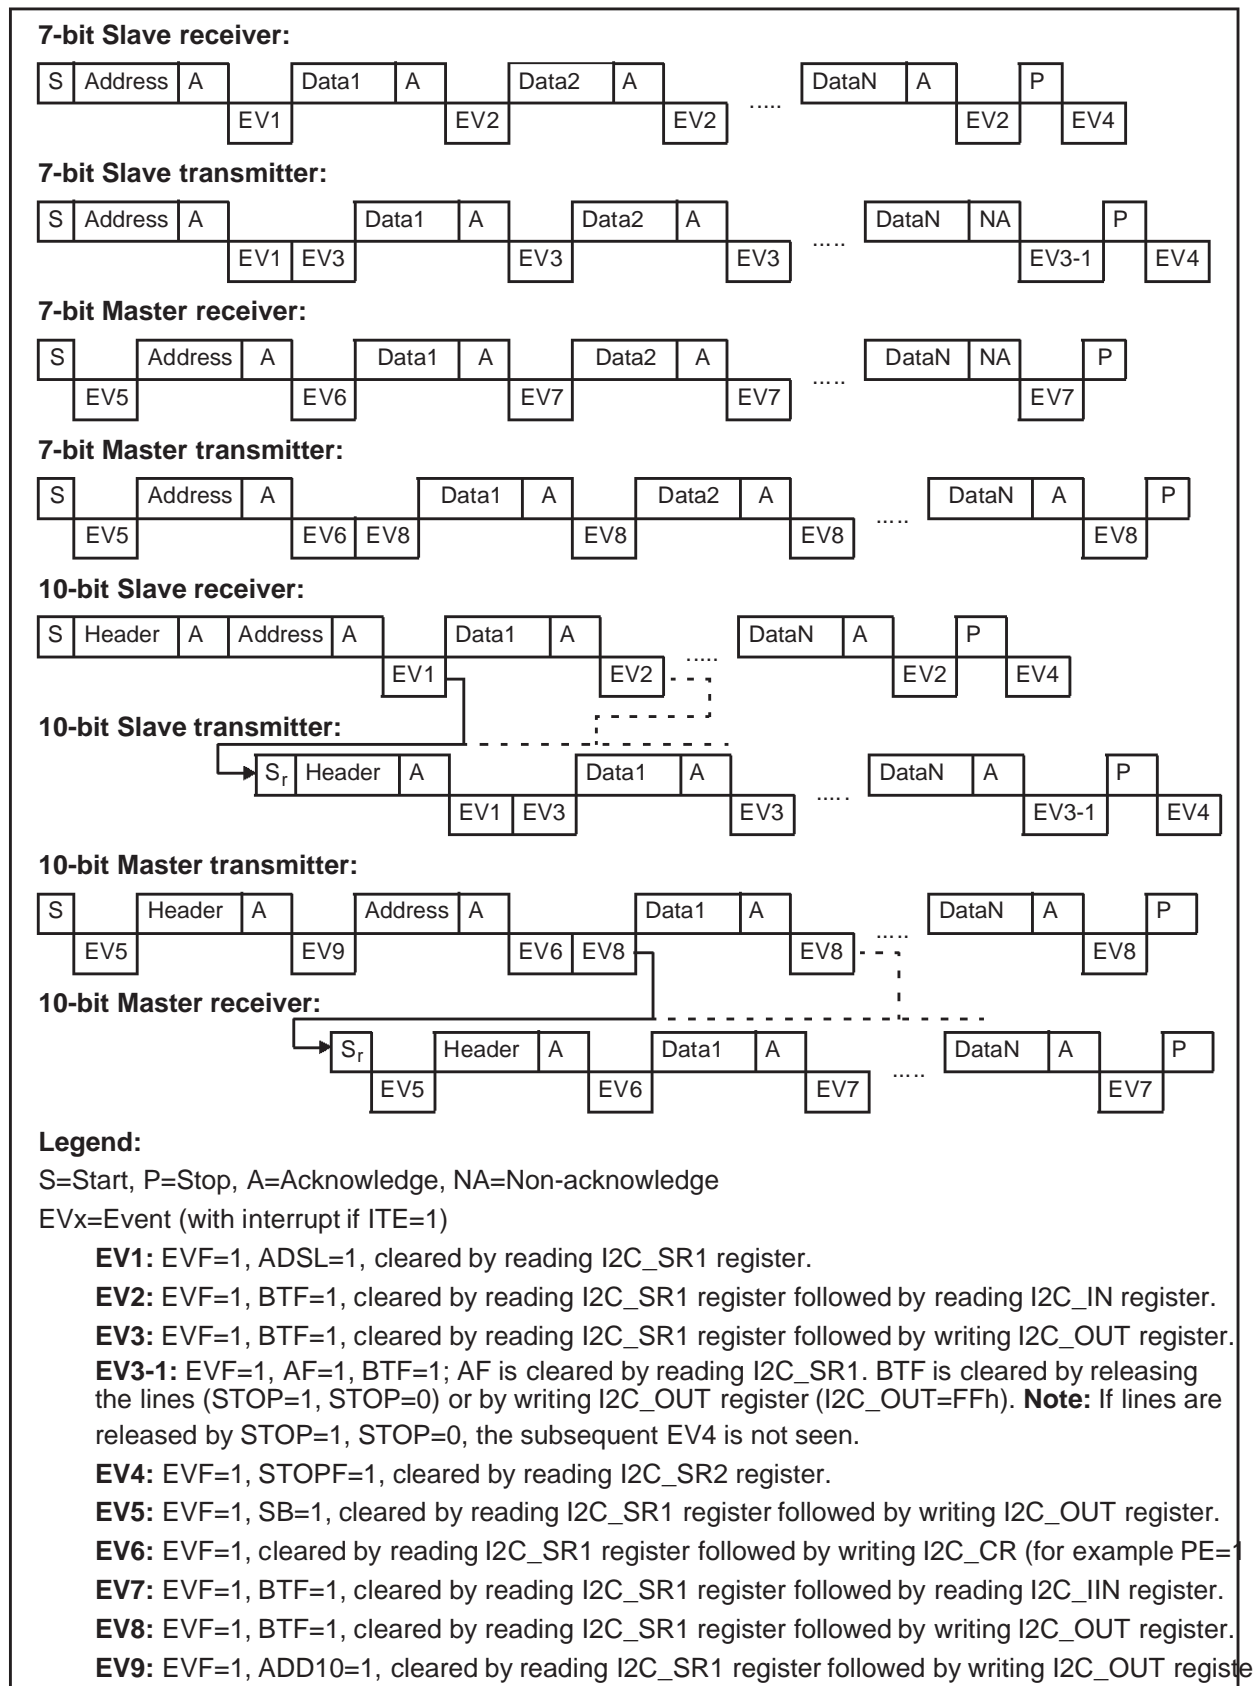 7-bit Slave receiver:
S Address A Data1 A Data2 A ..... DataN A P
EV1 EV2 EV2 EV2 EV4
7-bit Slave transmitter:
S Address A Data1 A Data2 A ..... DataN NA P
EV1 EV3 EV3 EV3 EV3-1 EV4
7-bit Master receiver:
S Address A Data1 A Data2 A ..... DataN NA P
EV5 EV6 EV7 EV7 EV7
7-bit Master transmitter:
S Address A Data1 A Data2 A ..... DataN A P
EV5 EV6 EV8 EV8 EV8 EV8
10-bit Slave receiver:
S Header A Address A Data1 A ..... DataN A P
EV1 EV2 EV2 EV4
10-bit Slave transmitter:
Sr Header A Data1 A ..... DataN A P
EV1 EV3 EV3 EV3-1 EV4
10-bit Master transmitter:
S Header A Address A Data1 A ..... DataN A P
EV5 EV9 EV6 EV8 EV8 EV8
10-bit Master receiver:
Sr Header A Data1 A ..... DataN A P
EV5 EV6 EV7 EV7
Legend:
S=Start, P=Stop, A=Acknowledge, NA=Non-acknowledge
EVx=Event (with interrupt if ITE=1)
EV1: EVF=1, ADSL=1, cleared by reading I2C_SR1 register.
EV2: EVF=1, BTF=1, cleared by reading I2C_SR1 register followed by reading I2C_IN register.
EV3: EVF=1, BTF=1, cleared by reading I2C_SR1 register followed by writing I2C_OUT register.
EV3-1: EVF=1, AF=1, BTF=1; AF is cleared by reading I2C_SR1. BTF is cleared by releasing
the lines (STOP=1, STOP=0) or by writing I2C_OUT register (I2C_OUT=FFh). Note: If lines are
released by STOP=1, STOP=0, the subsequent EV4 is not seen.
EV4: EVF=1, STOPF=1, cleared by reading I2C_SR2 register.
EV5: EVF=1, SB=1, cleared by reading I2C_SR1 register followed by writing I2C_OUT register.
EV6: EVF=1, cleared by reading I2C_SR1 register followed by writing I2C_CR (for example PE=1
EV7: EVF=1, BTF=1, cleared by reading I2C_SR1 register followed by reading I2C_IIN register.
EV8: EVF=1, BTF=1, cleared by reading I2C_SR1 register followed by writing I2C_OUT register.
EV9: EVF=1, ADD10=1, cleared by reading I2C_SR1 register followed by writing I2C_OUT registe